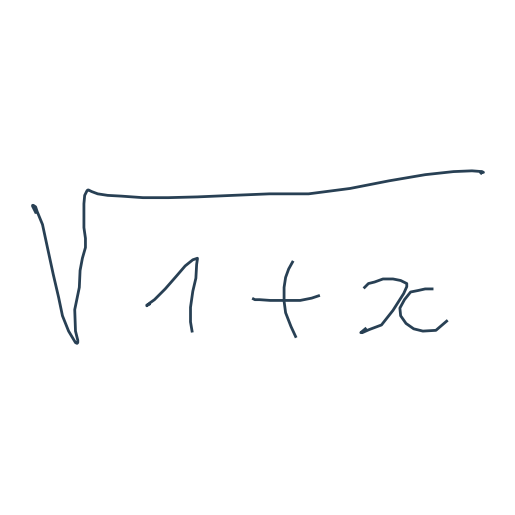 √(1 + x)